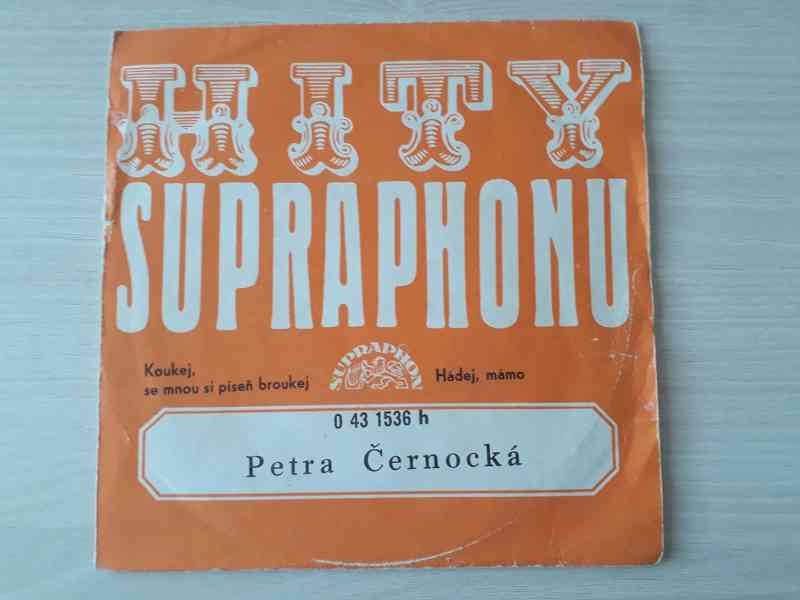 HITY
SUPRAPHONU
Koukej,
se mnou si píseň broukej
SUPRAPHON
Hádej, mámo
0 43 1536 h
Petra Černocká